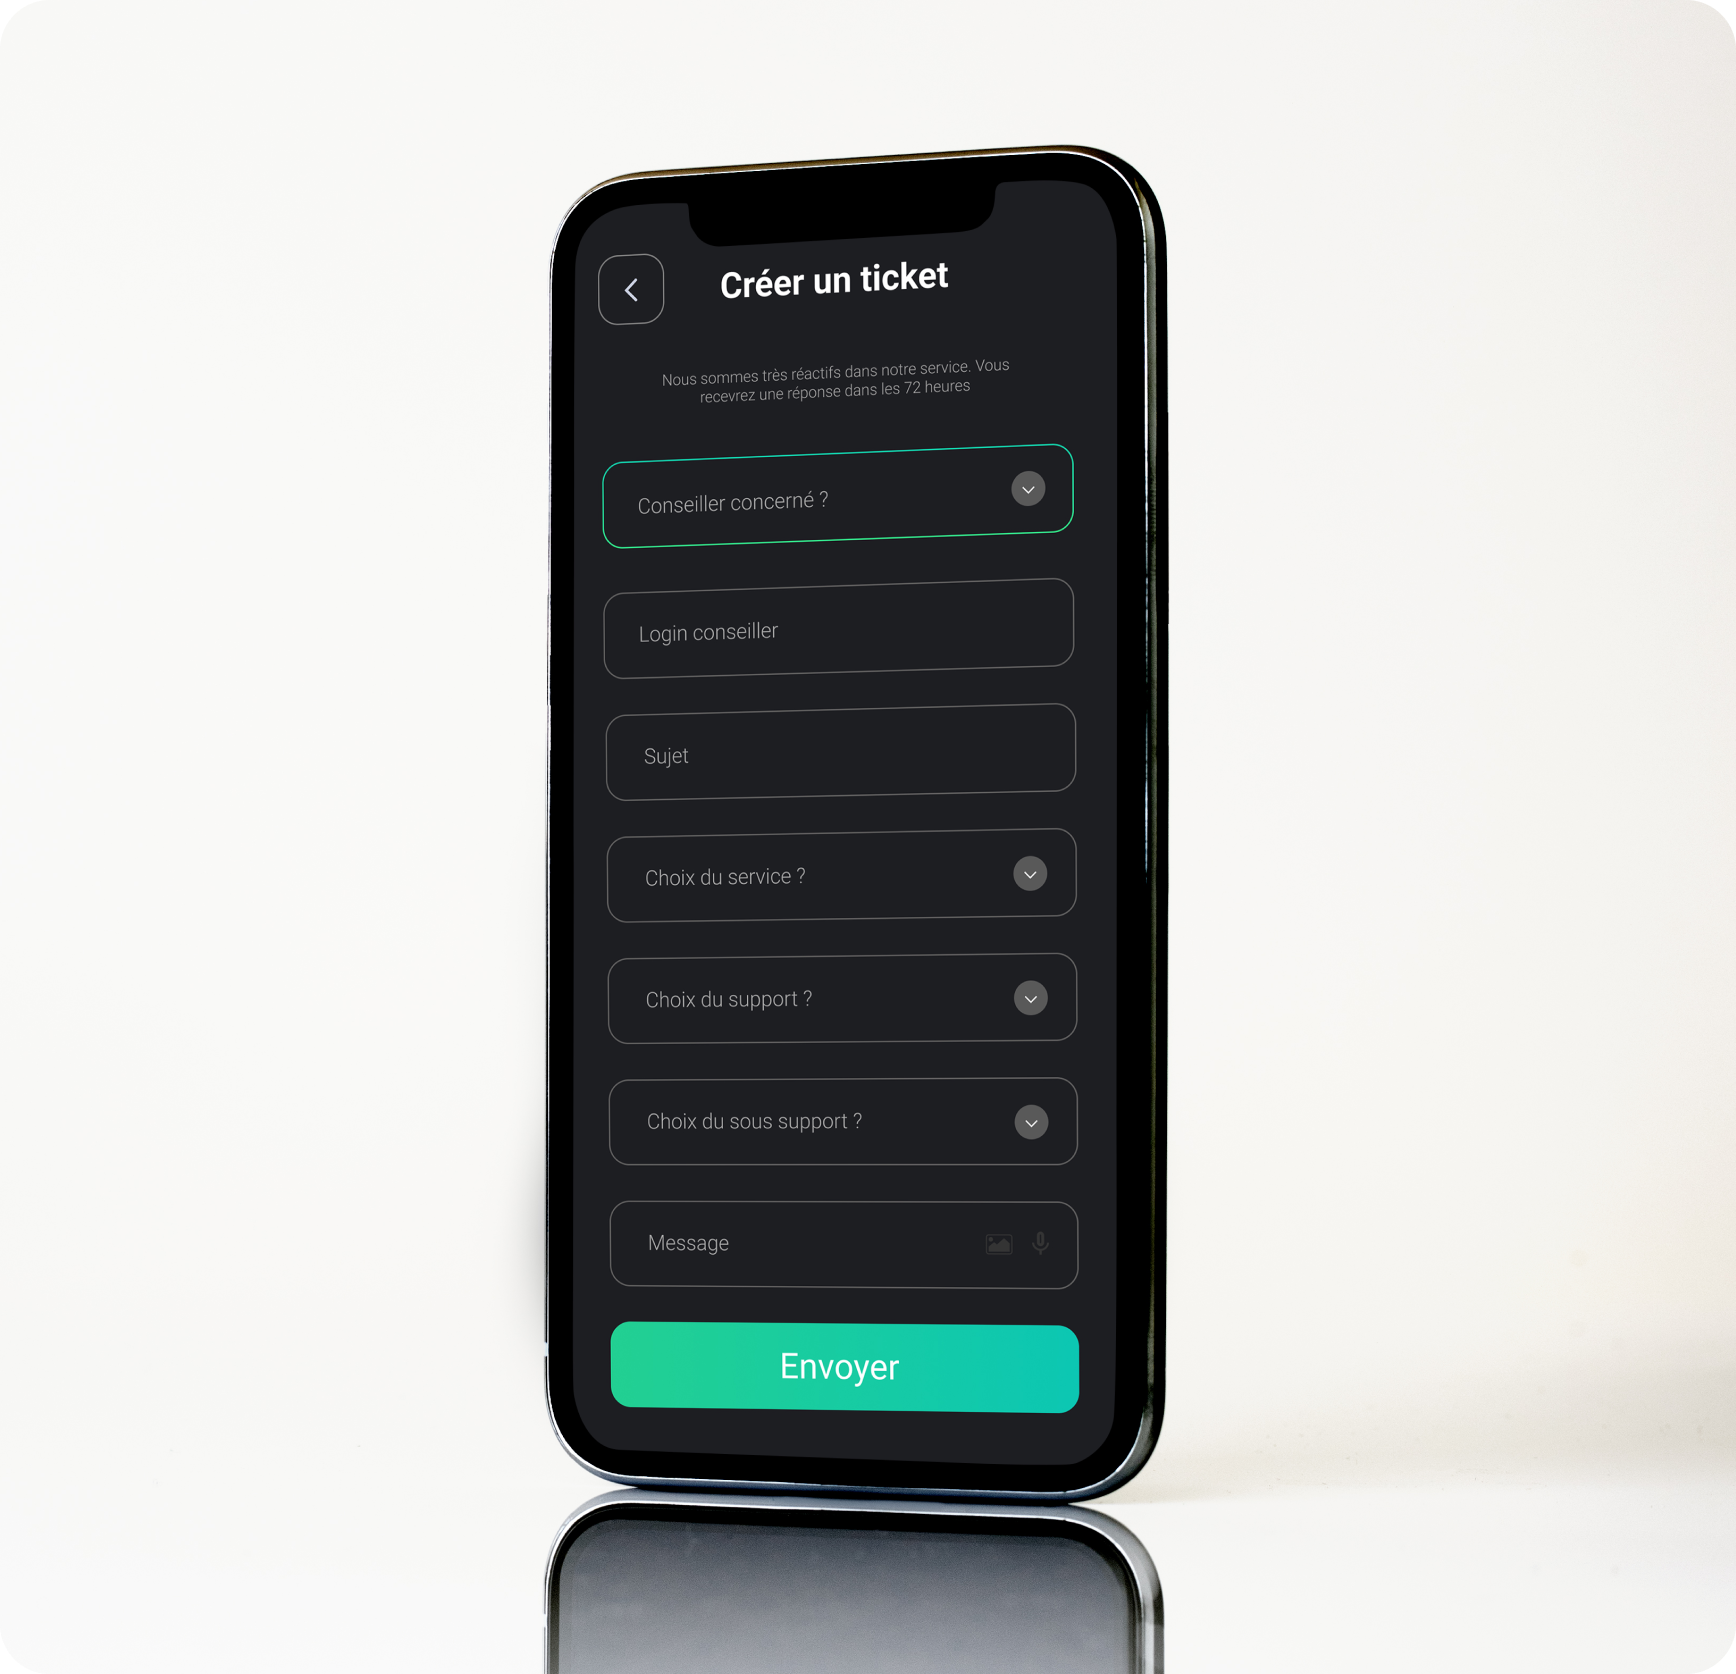 Créer un ticket
Nous sommes très réactifs dans notre service. Vous
recevrez une réponse dans les 72 heures
Conseiller concerné ?
Login conseiller
Sujet
Choix du service ?
Choix du support ?
Choix du sous support ?
Message
Envoyer